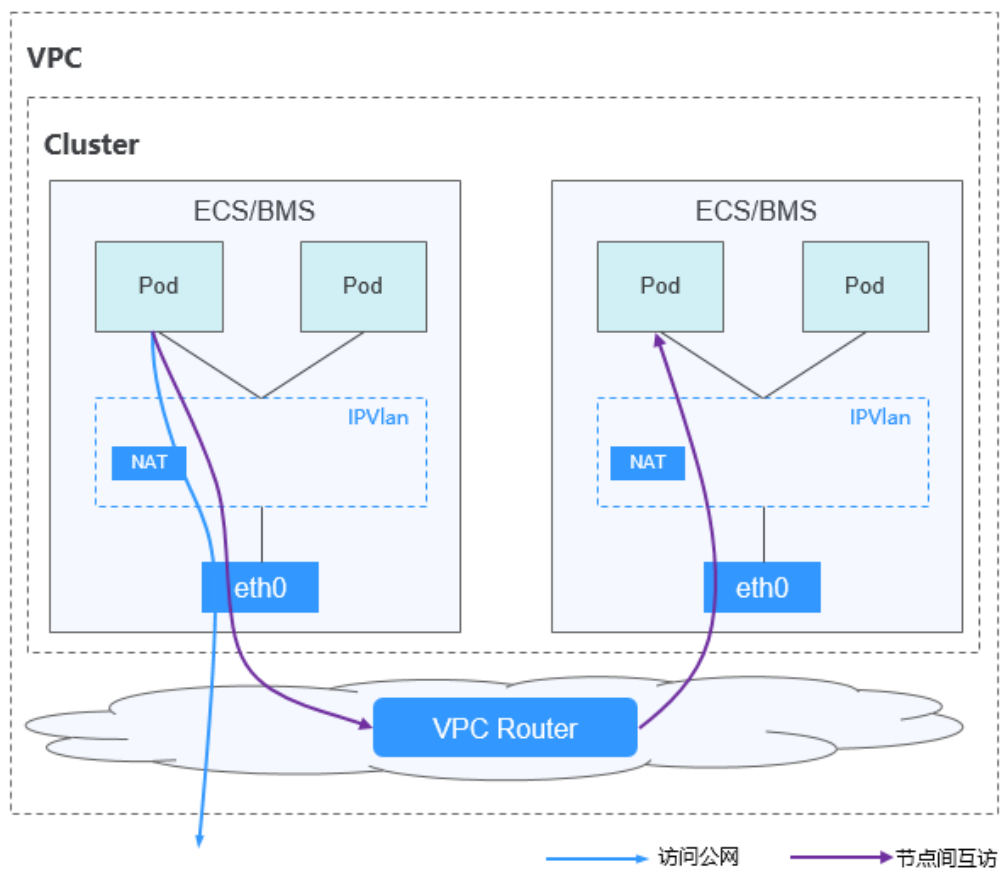 VPC
Cluster
ECS/BMS
ECS/BMS
Pod
Pod
Pod
Pod
IPVlan
IPVlan
NAT
NAT
eth0
eth0
VPC Router
访问公网
节点间互访